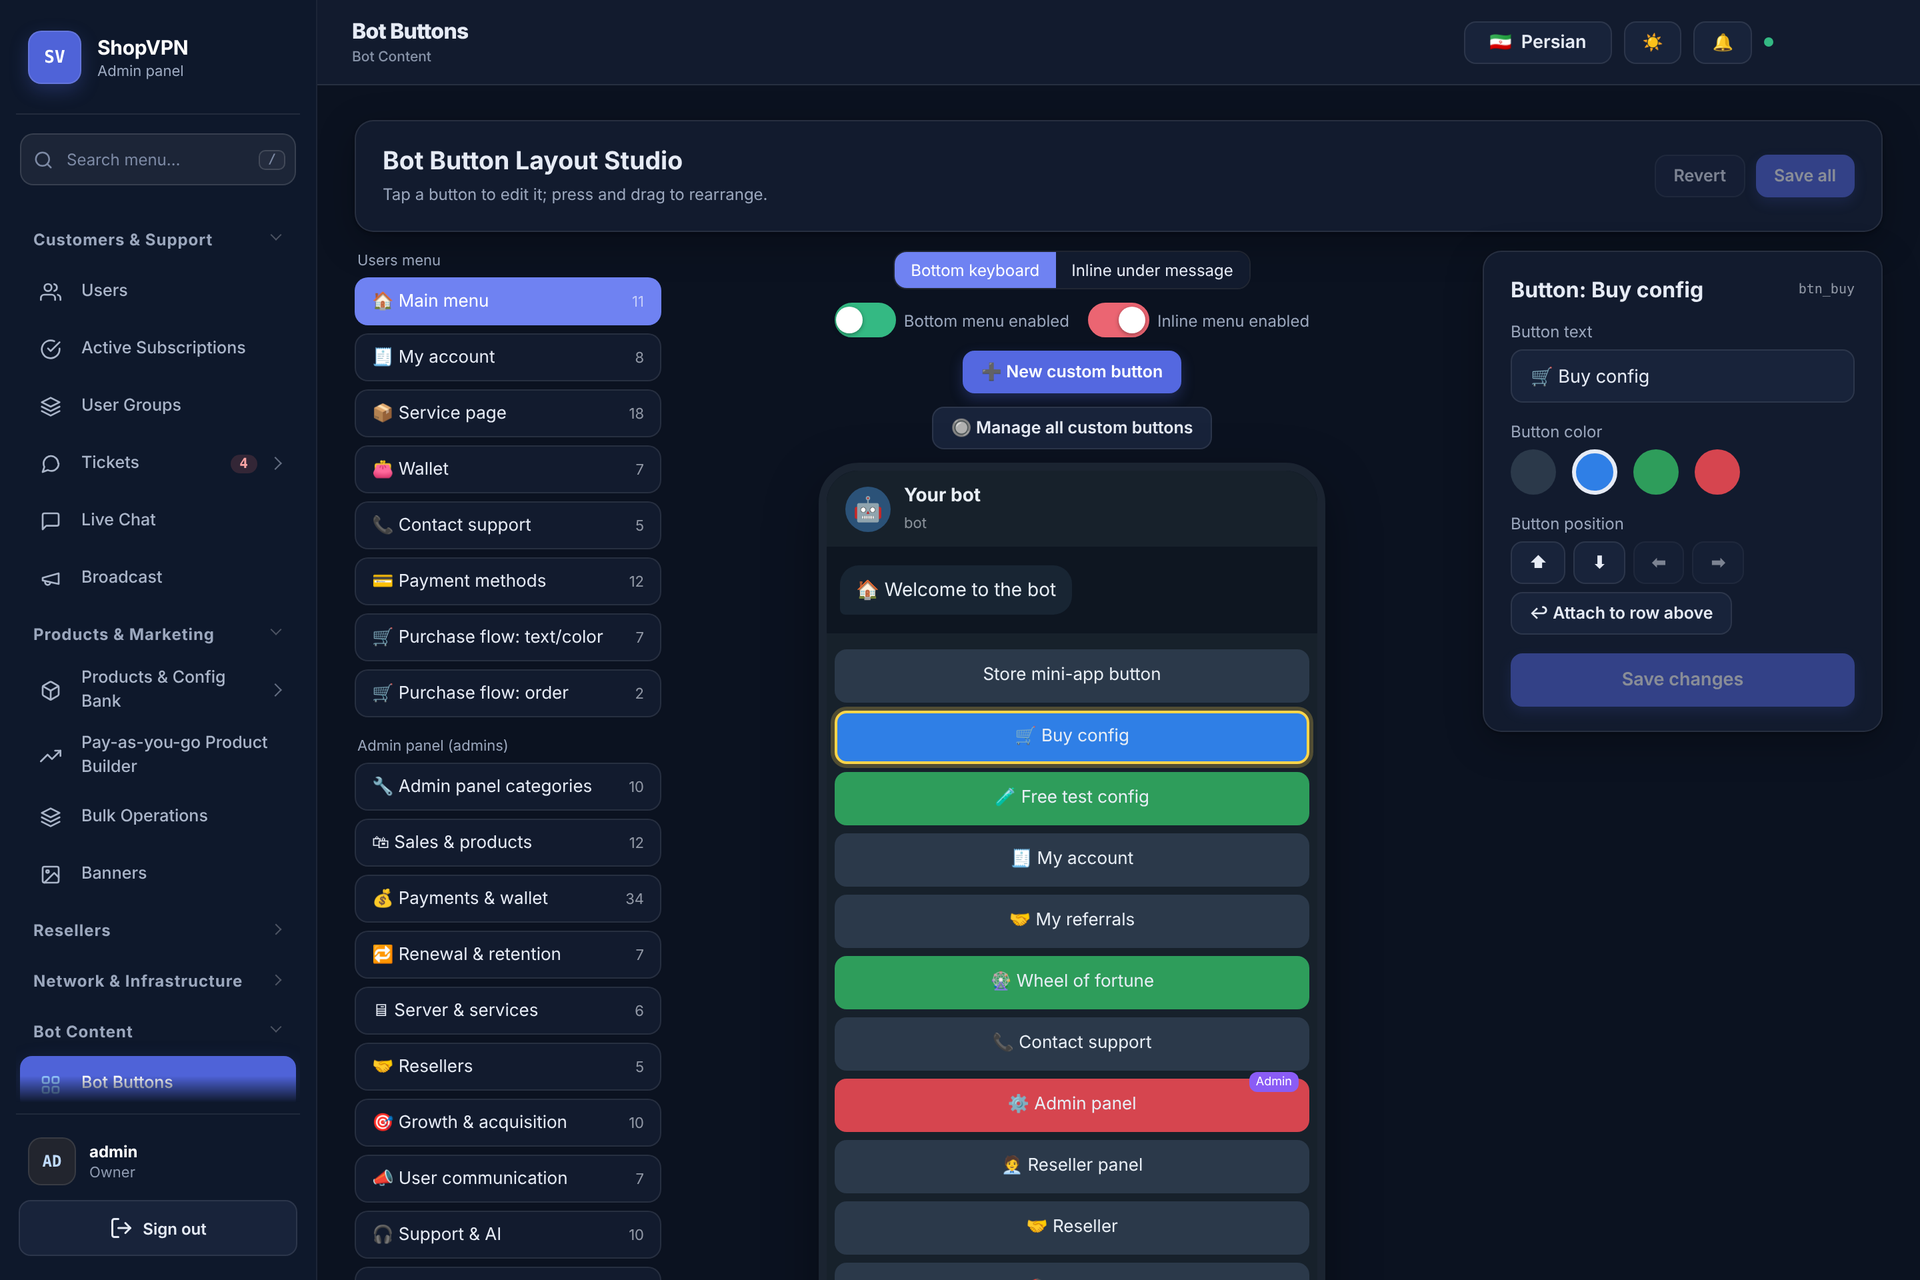 SV
ShopVPN
Admin panel
Search menu...
/
Customers & Support
Users
Active Subscriptions
User Groups
Tickets
4
Live Chat
Broadcast
Products & Marketing
Products & Config
Bank
Pay-as-you-go Product
Builder
Bulk Operations
Banners
Resellers
Network & Infrastructure
Bot Content
Bot Buttons
AD
admin
Owner
Sign out
Bot Buttons
Bot Content
Persian
Bot Button Layout Studio
Tap a button to edit it; press and drag to rearrange.
Revert
Save all
Users menu
Main menu 11
My account 8
Service page 18
Wallet 7
Contact support 5
Payment methods 12
Purchase flow: text/color 7
Purchase flow: order 2
Admin panel (admins)
Admin panel categories 10
Sales & products 12
Payments & wallet 34
Renewal & retention 7
Server & services 6
Resellers 5
Growth & acquisition 10
User communication 7
Support & AI 10
Bottom keyboard
Inline under message
Bottom menu enabled
Inline menu enabled
New custom button
Manage all custom buttons
Your bot
bot
Welcome to the bot
Store mini-app button
Buy config
Free test config
My account
My referrals
Wheel of fortune
Contact support
Admin
Admin panel
Reseller panel
Reseller
Button: Buy config
btn_buy
Button text
Buy config
Button color
Button position
Attach to row above
Save changes